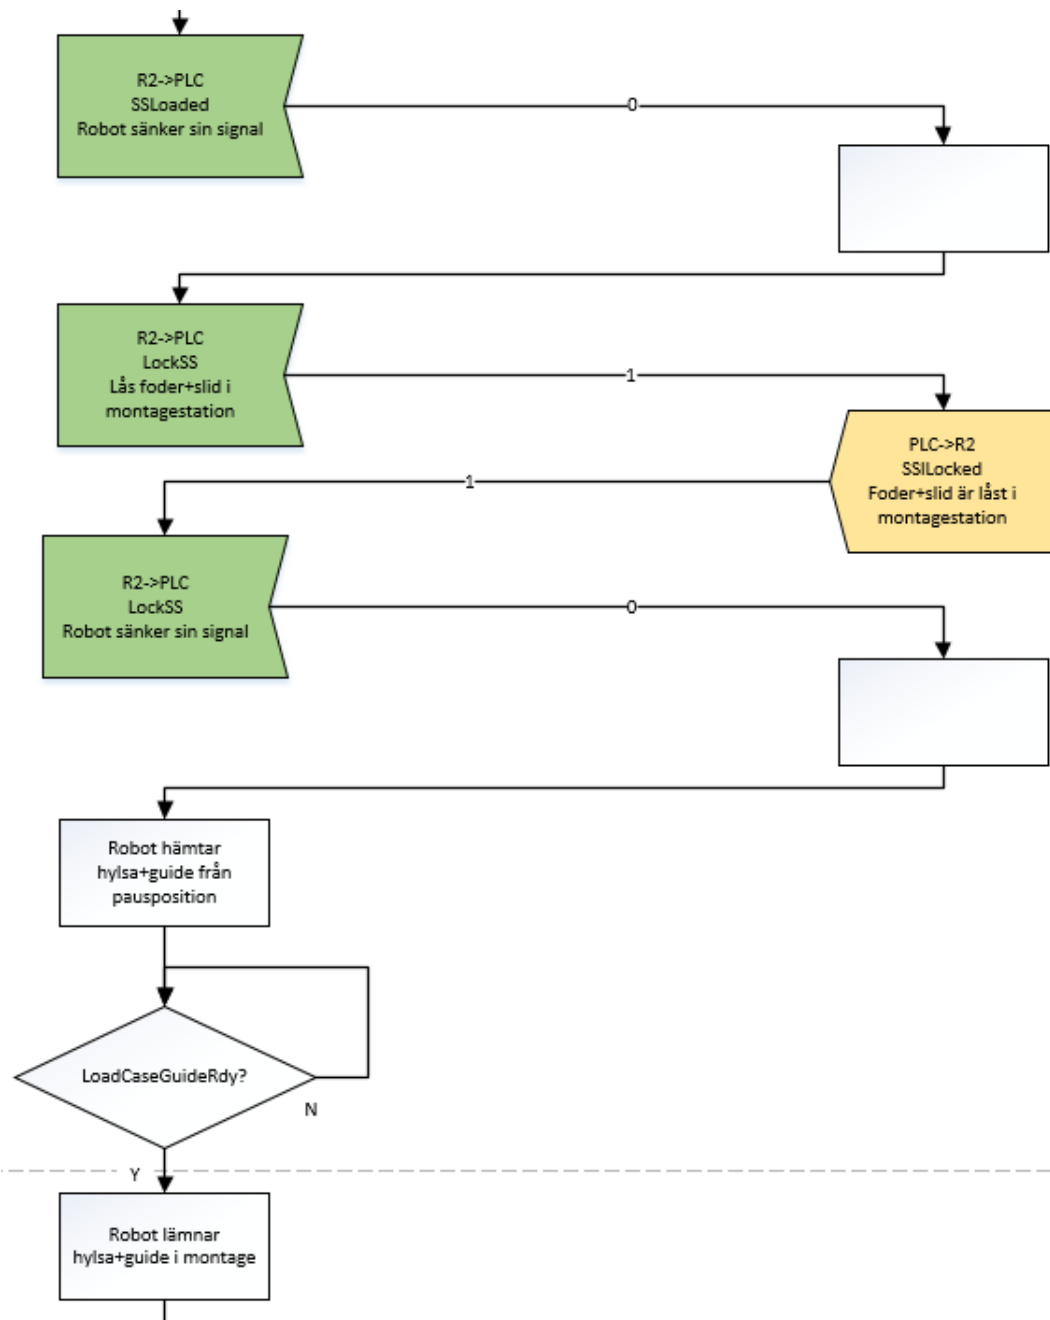 R2->PLC
SSLoaded
Robot sänker sin signal
0
R2->PLC
LockSS
Lås foder+slid i
montagestation
1
PLC->R2
SSILocked
Foder+slid är låst i
montagestation
1
R2->PLC
LockSS
Robot sänker sin signal
0
Robot hämtar
hylsa+guide från
pausposition
LoadCaseGuideRdy?
N
Y
Robot lämnar
hylsa+guide i montage